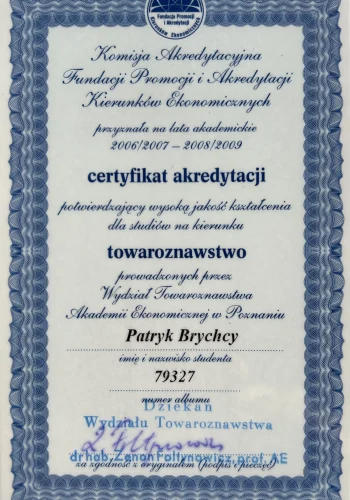 Fundacja Promocji
i Akredytacji
Kierunków Ekonomicznych
Komisja Akredytacyjna
Fundacji Promocji i Akredytacji
Kierunków Ekonomicznych
przyznała na lata akademickie
2006/2007 – 2008/2009
certyfikat akredytacji
potwierdzający wysoką jakość kształcenia
dla studiów na kierunku
towaroznawstwo
prowadzonych przez
Wydział Towaroznawstwa
Akademii Ekonomicznej w Poznaniu
Patryk Brychcy
imię i nazwisko studenta
79327
numer albumu
Dziekan
Wydziału Towaroznawstwa
dr hab. Zenon Foltynowicz, prof. AE
za zgodność z oryginałem (podpis i pieczęć)